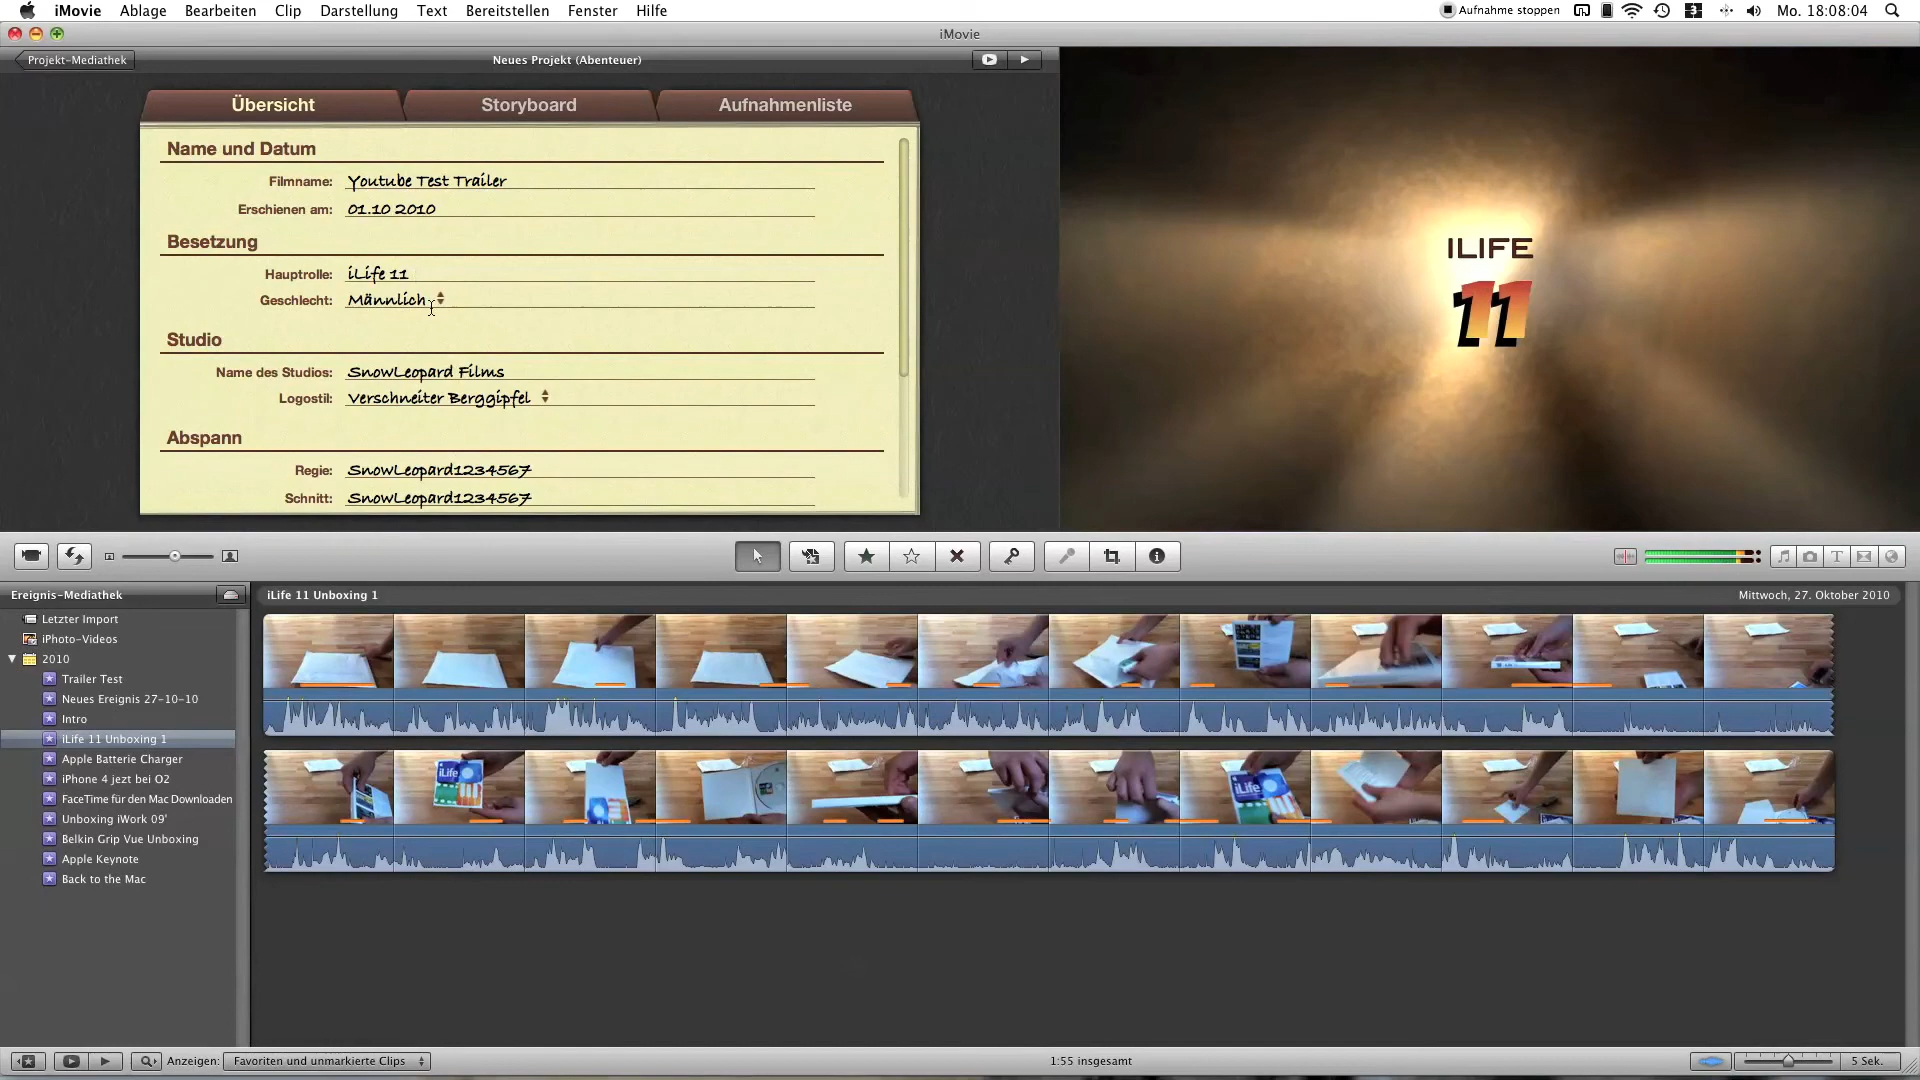 iMovie Ablage Bearbeiten Clip Darstellung Text Bereitstellen Fenster Hilfe Aufnahme stoppen 3 Mo. 18:08:04
iMovie
Projekt-Mediathek Neues Projekt (Abenteuer)
Übersicht Storyboard Aufnahmenliste
Name und Datum
Filmname: Youtube Test Trailer
Erschienen am: 01.10 2010
Besetzung
Hauptrolle: iLife 11
Geschlecht: Männlich
Studio
Name des Studios: SnowLeopard Films
Logostil: Verschneiter Berggipfel
Abspann
Regie: SnowLeopard1234567
Schnitt: SnowLeopard1234567
ILIFE
11
Ereignis-Mediathek
Letzter Import
iPhoto-Videos
2010
Trailer Test
Neues Ereignis 27-10-10
Intro
iLife 11 Unboxing 1
Apple Batterie Charger
iPhone 4 jezt bei O2
FaceTime für den Mac Downloaden
Unboxing iWork 09'
Belkin Grip Vue Unboxing
Apple Keynote
Back to the Mac
iLife 11 Unboxing 1 Mittwoch, 27. Oktober 2010
iLife
iLife
Anzeigen: Favoriten und unmarkierte Clips 1:55 insgesamt 5 Sek.